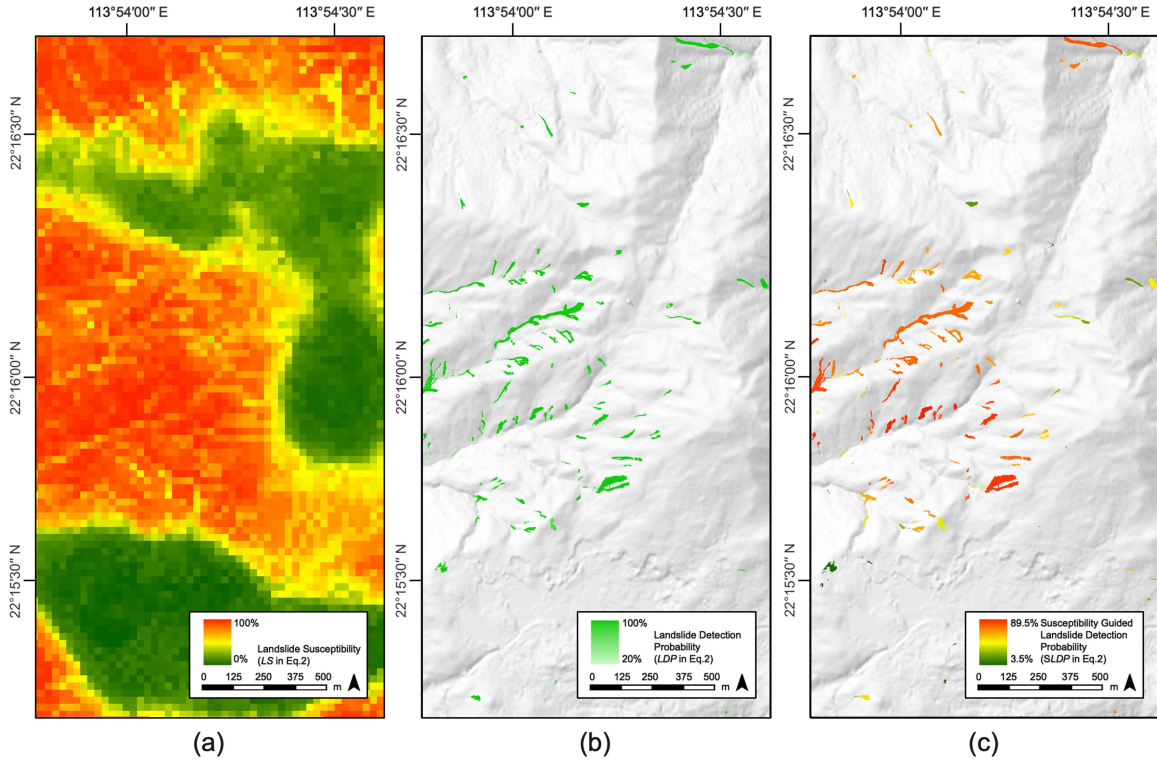 113°54'00" E
113°54'30" E
113°54'00" E
113°54'30" E
113°54'00" E
113°54'30" E
22°16'30" N
22°16'00" N
22°15'30" N
100%
0%
Landslide Susceptibility
(LS in Eq.2)
0 125 250 375 500
m
22°16'30" N
22°16'00" N
22°15'30" N
100%
20%
Landslide Detection
Probability
(LDP in Eq.2)
0 125 250 375 500
m
22°16'30" N
22°16'00" N
22°15'30" N
89.5%
3.5%
Susceptibility Guided
Landslide Detection
Probability
(SLDP in Eq.2)
0 125 250 375 500
m
(a)
(b)
(c)